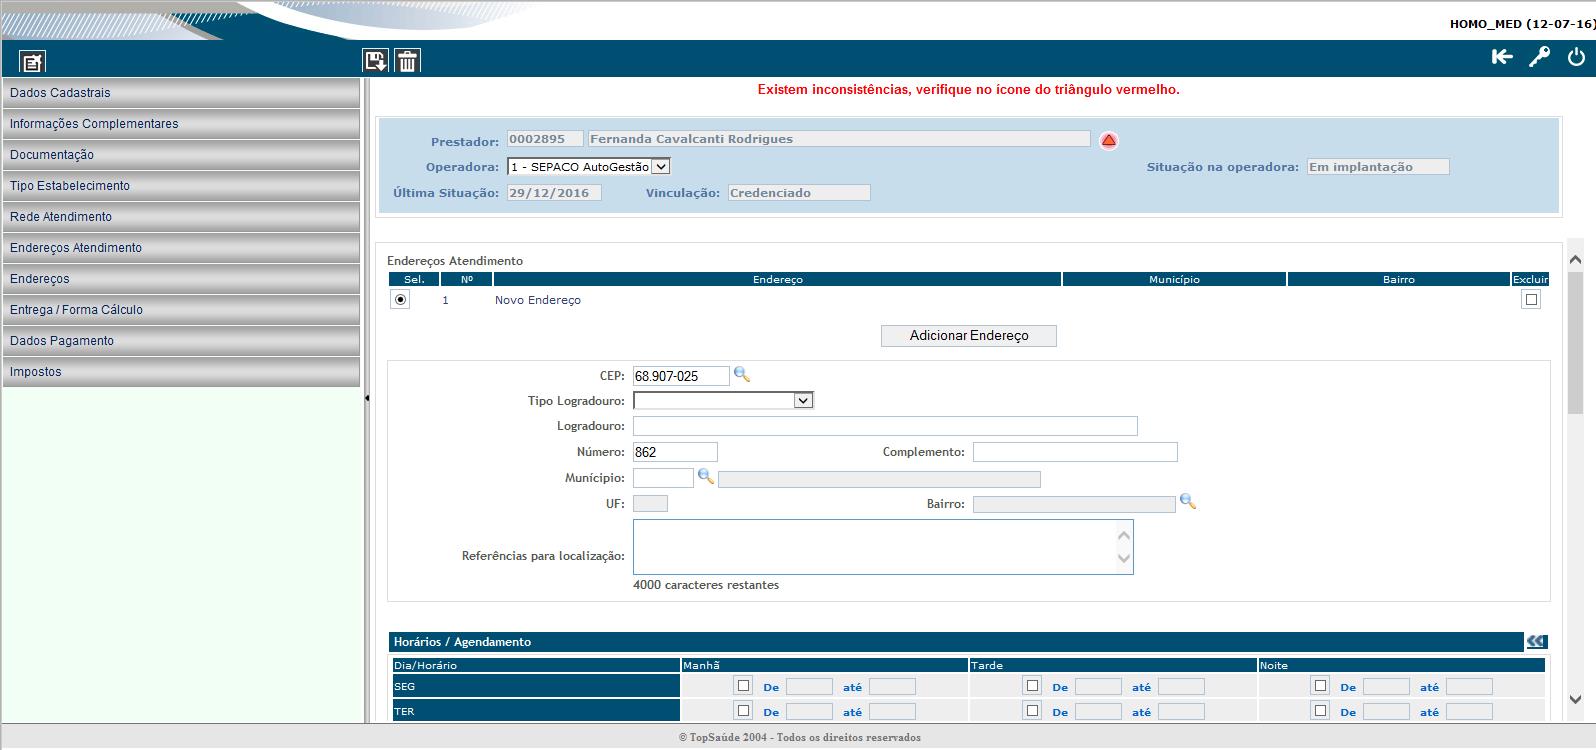 HOMO_MED (12-07-16)
Existem inconsistências, verifique no ícone do triângulo vermelho.
Dados Cadastrais
Informações Complementares
Documentação
Tipo Estabelecimento
Rede Atendimento
Endereços Atendimento
Endereços
Entrega / Forma Cálculo
Dados Pagamento
Impostos
Prestador: 0002895 Fernanda Cavalcanti Rodrigues
Operadora: 1 - SEPACO AutoGestão Situação na operadora: Em implantação
Última Situação: 29/12/2016 Vinculação: Credenciado
Endereços Atendimento
Sel. Nº Endereço Município Bairro Excluir
1 Novo Endereço
Adicionar Endereço
CEP: 68.907-025
Tipo Logradouro:
Logradouro:
Número: 862 Complemento:
Munícipio:
UF: Bairro:
Referências para localização:
4000 caracteres restantes
Horários / Agendamento
Dia/Horário Manhã Tarde Noite
SEG De até De até De até
TER De até De até De até
© TopSaúde 2004 - Todos os direitos reservados